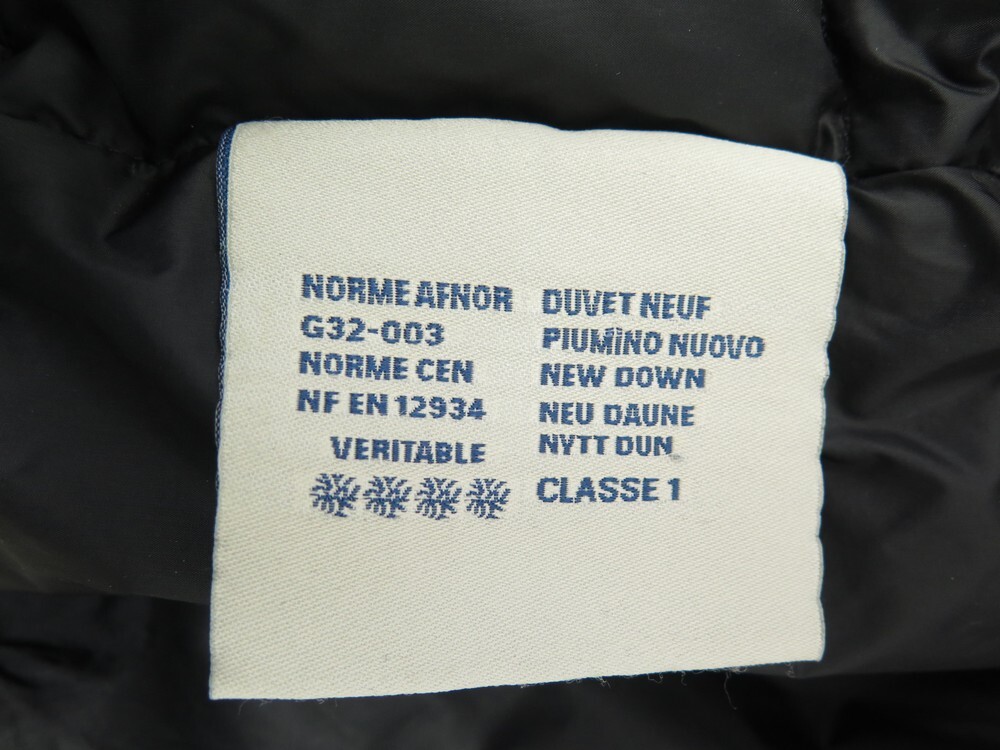 NORME AFNOR
G32-003
NORME CEN
NF EN 12934
VERITABLE
DUVET NEUF
PIUMINO NUOVO
NEW DOWN
NEU DAUNE
NYTT DUN
CLASSE 1